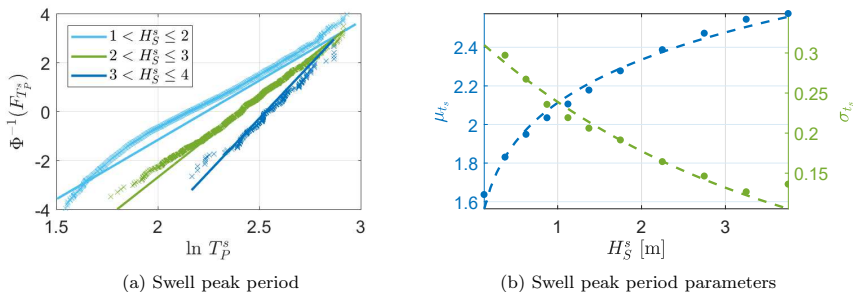 4
2
0
-2
-4
Φ⁻¹(F_{T_P^s})
1 < H_S^s ≤ 2
2 < H_S^s ≤ 3
3 < H_S^s ≤ 4
1.5 2 2.5 3
ln T_P^s
(a) Swell peak period
2.4
2.2
2
1.8
1.6
μ_{t_s}
0.3
0.25
0.2
0.15
σ_{t_s}
1 2 3
H_S^s [m]
(b) Swell peak period parameters